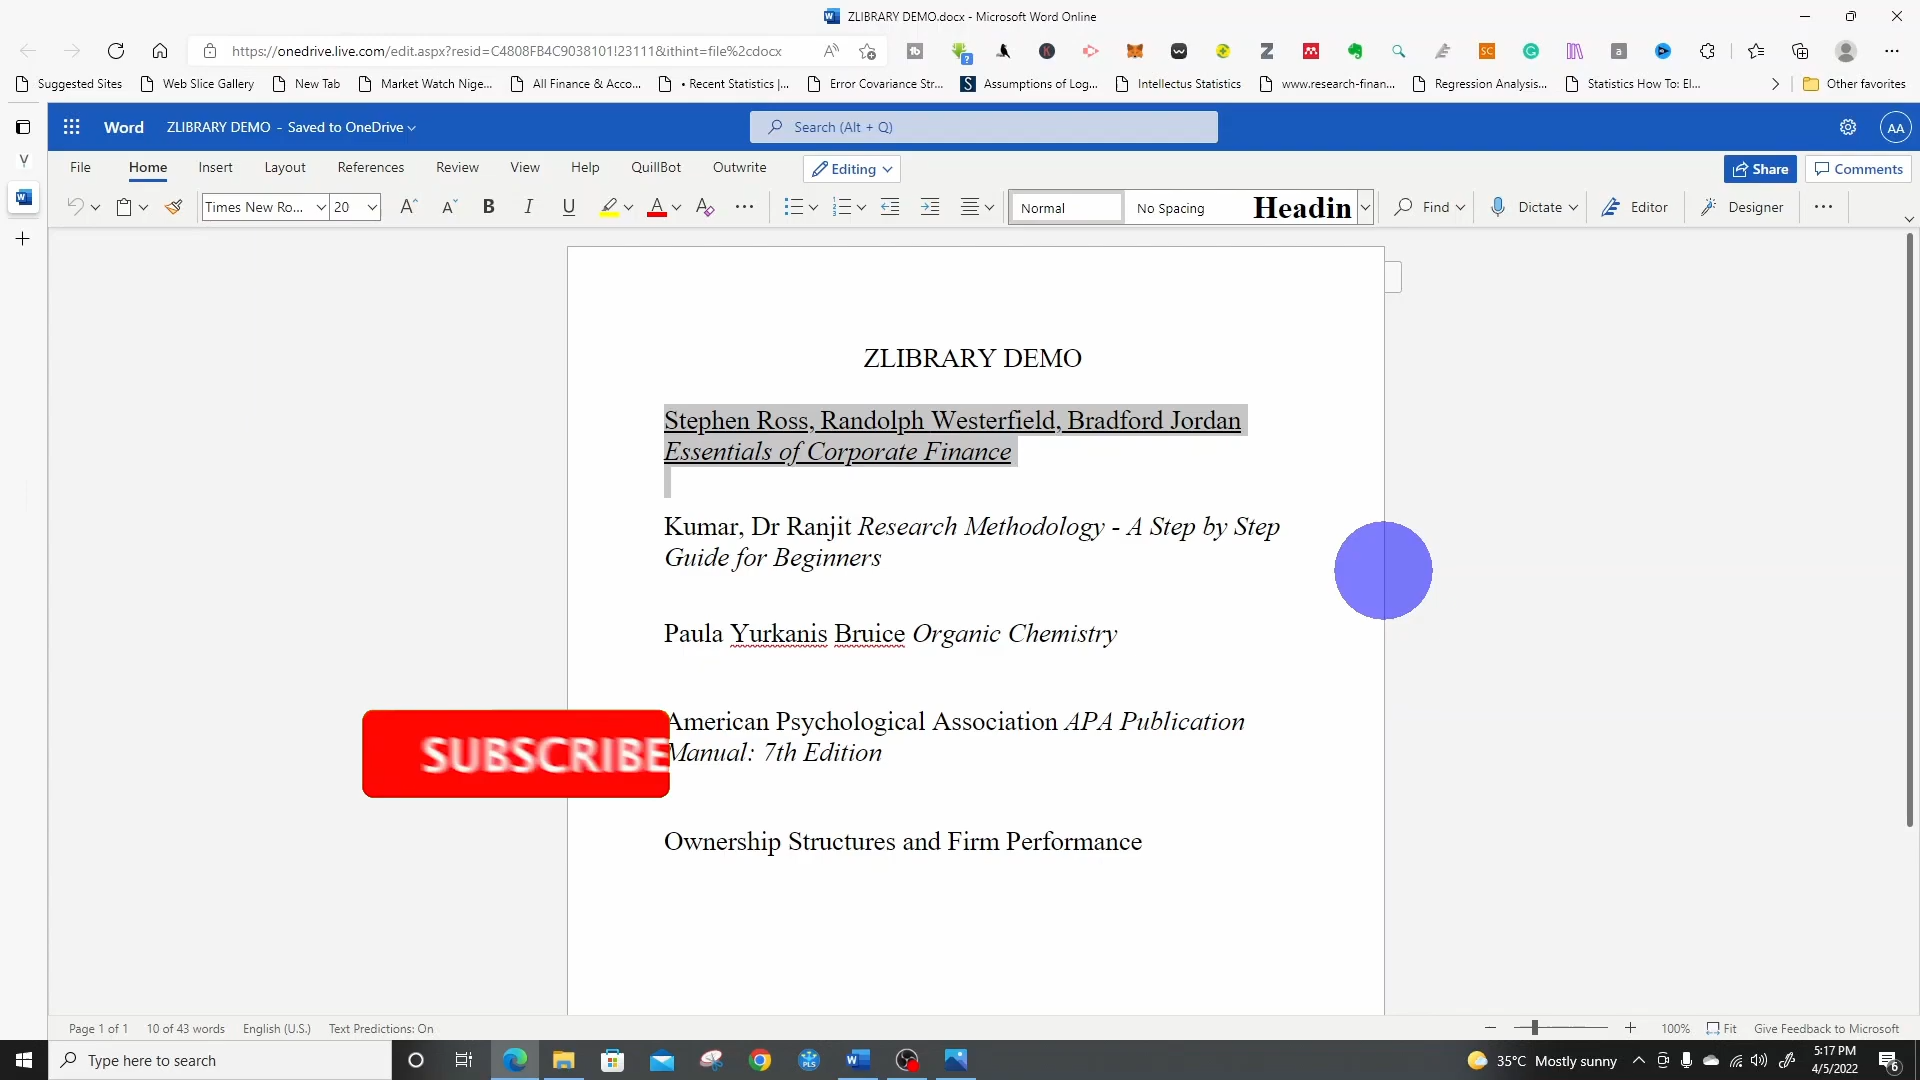 ZLIBRARY DEMO.docx - Microsoft Word Online
https://onedrive.live.com/edit.aspx?resid=C4808FB4C9038101!23111&ithint=file%2cdocx
Suggested Sites Web Slice Gallery New Tab Market Watch Nige... All Finance & Acco... • Recent Statistics |... Error Covariance Str... Assumptions of Log... Intellectus Statistics www.research-finan... Regression Analysis... Statistics How To: El... Other favorites
Word ZLIBRARY DEMO - Saved to OneDrive Search (Alt + Q) AA
File Home Insert Layout References Review View Help QuillBot Outwrite Editing Share Comments
Times New Ro... 20 Normal No Spacing Headin Find Dictate Editor Designer
ZLIBRARY DEMO
Stephen Ross, Randolph Westerfield, Bradford Jordan
Essentials of Corporate Finance
Kumar, Dr Ranjit Research Methodology - A Step by Step
Guide for Beginners
Paula Yurkanis Bruice Organic Chemistry
American Psychological Association APA Publication
Manual: 7th Edition
SUBSCRIBE
Ownership Structures and Firm Performance
Page 1 of 1 10 of 43 words English (U.S.) Text Predictions: On 100% Fit Give Feedback to Microsoft
Type here to search 35°C Mostly sunny 5:17 PM
4/5/2022 6